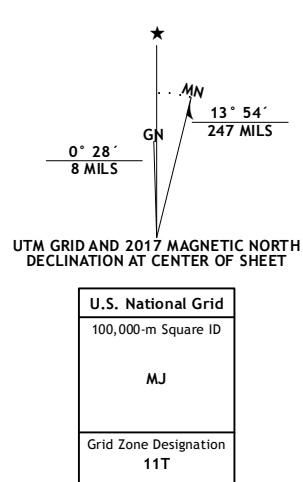 MN
GN
13° 54´
247 MILS
0° 28´
8 MILS
UTM GRID AND 2017 MAGNETIC NORTH
DECLINATION AT CENTER OF SHEET
U.S. National Grid
100,000-m Square ID
MJ
Grid Zone Designation
11T